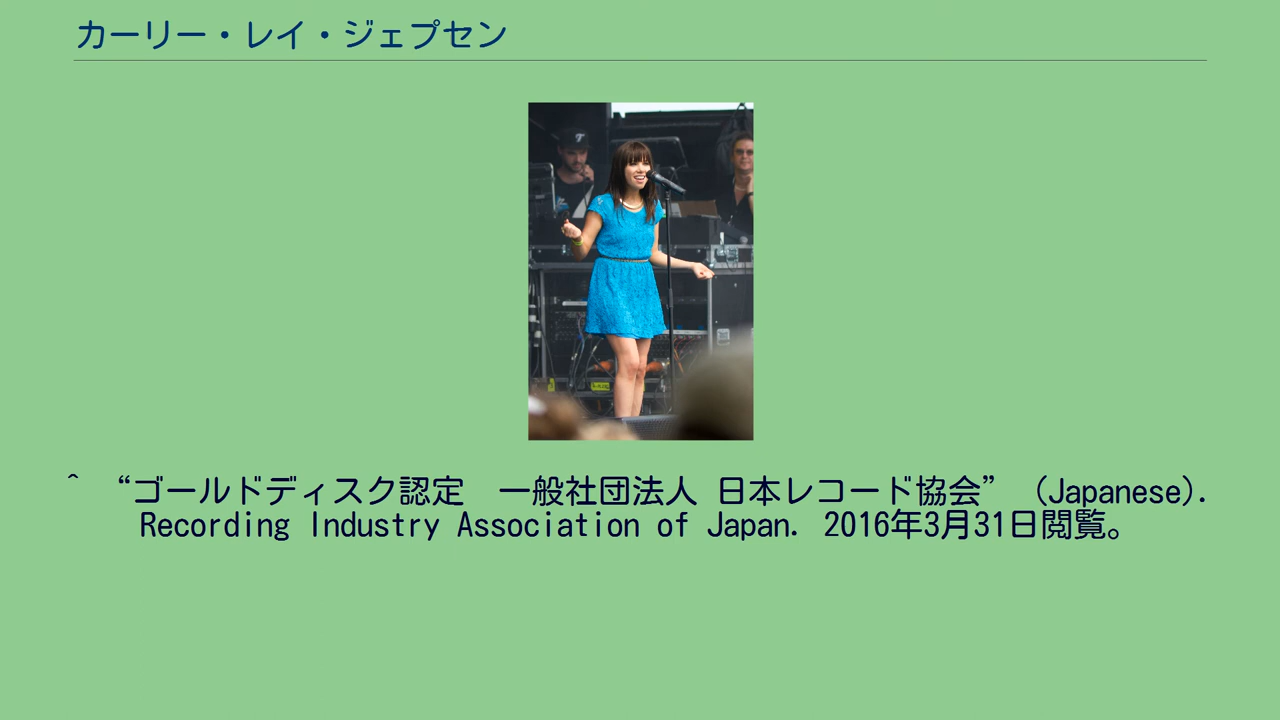 カーリー・レイ・ジェプセン
^ “ゴールドディスク認定　一般社団法人 日本レコード協会” (Japanese).
Recording Industry Association of Japan. 2016年3月31日閲覧。